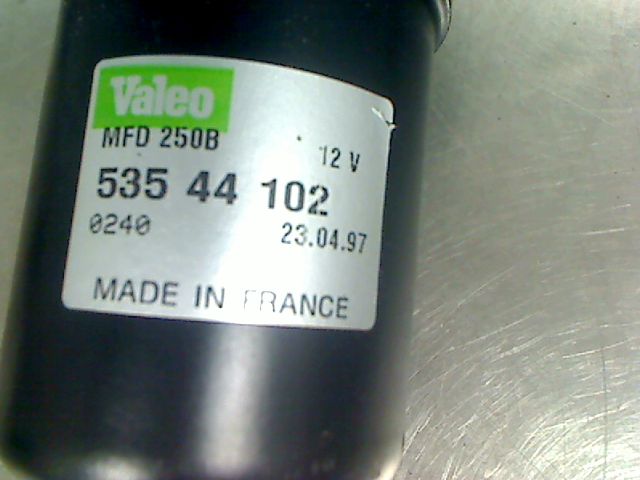 Valeo
MFD 250B 12 V
535 44 102
0240 23.04.97
MADE IN FRANCE